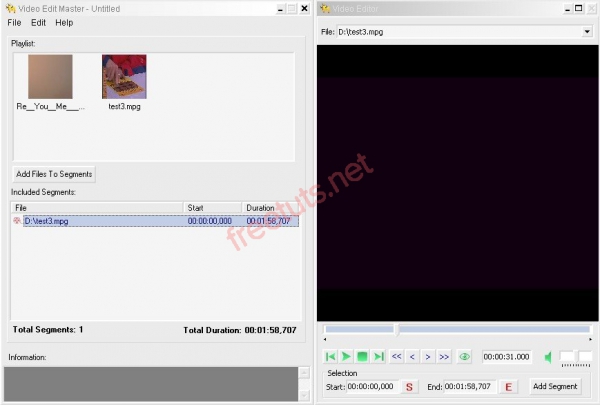 Video Edit Master - Untitled
File Edit Help
Playlist:
Re__You__Me___...
test3.mpg
Add Files To Segments
Included Segments:
File Start Duration
D:\test3.mpg 00:00:00,000 00:01:58,707
Total Segments: 1 Total Duration: 00:01:58,707
Information:
Video Editor
File: D:\test3.mpg
<< < > >> 00:00:31.000
Selection
Start: 00:00:00,000 S End: 00:01:58,707 E Add Segment
freetuts.net